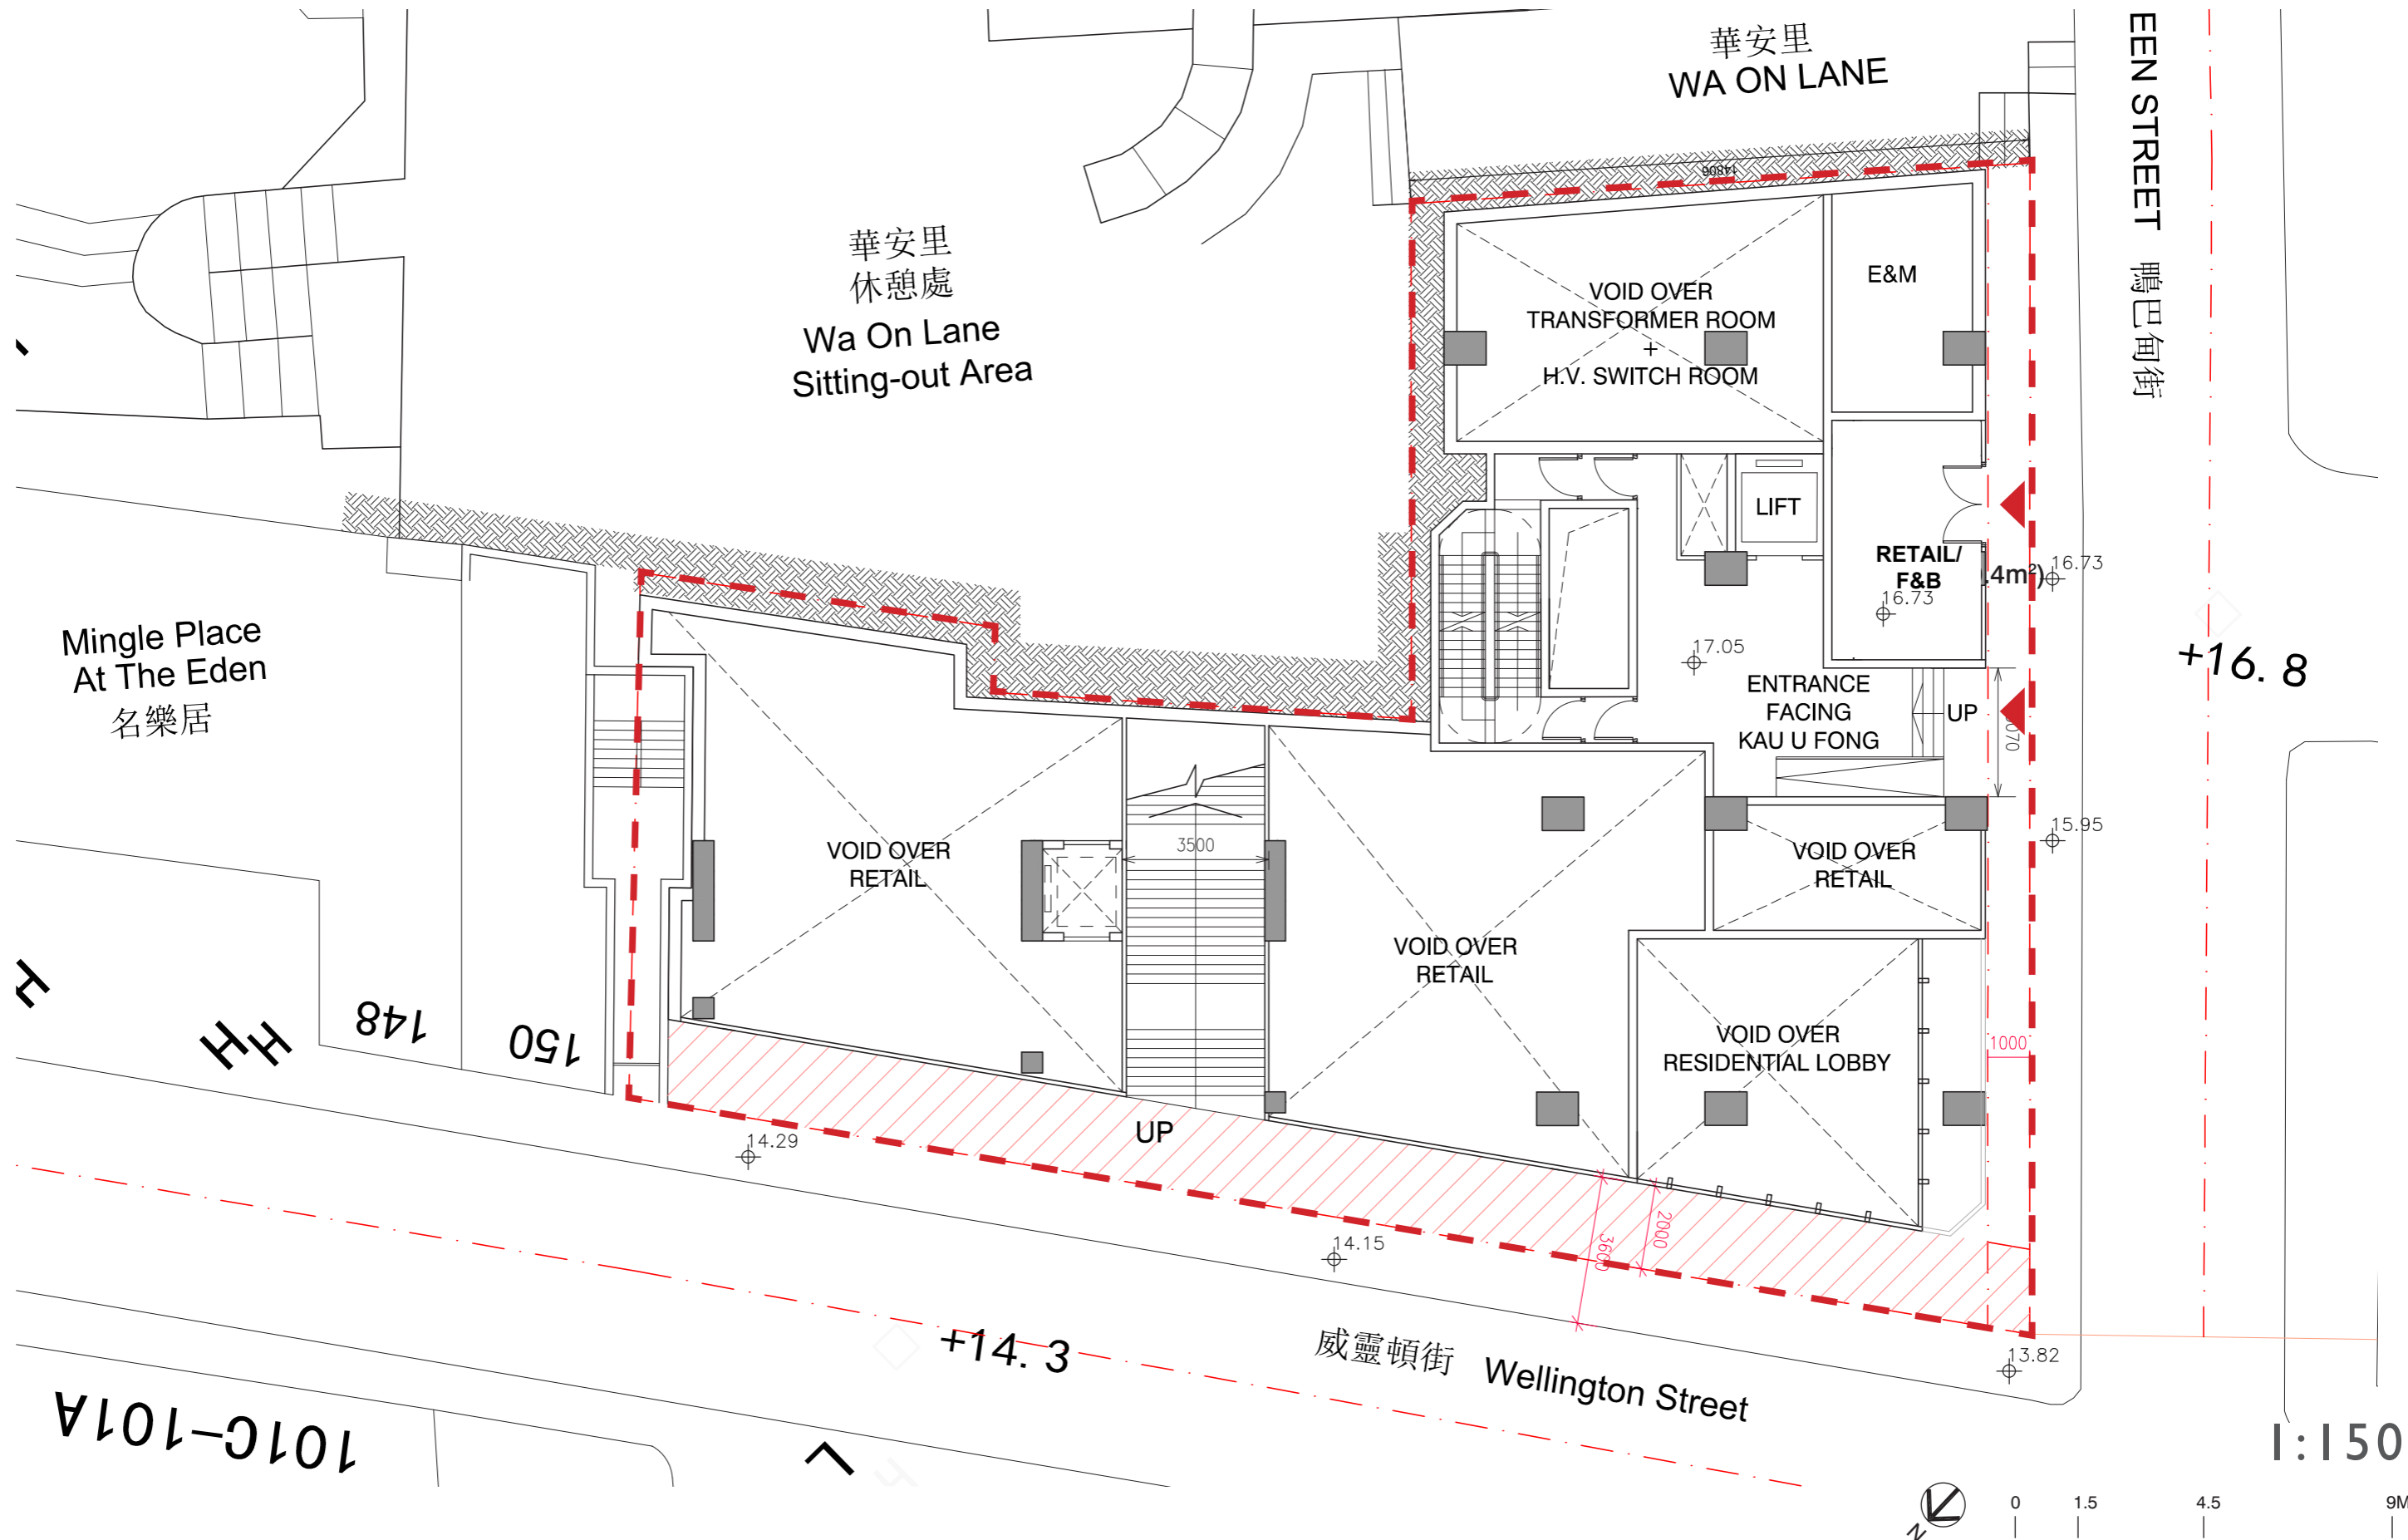 華安里
WA ON LANE
EEN STREET 鴨巴甸街
14806
華安里
休憩處
Wa On Lane
Sitting-out Area
VOID OVER
TRANSFORMER ROOM
+
H.V. SWITCH ROOM
E&M
LIFT
RETAIL/
F&B
.4m²)
16.73
16.73
17.05
ENTRANCE
FACING
KAU U FONG
UP
+16. 8
Mingle Place
At The Eden
名樂居
15.95
VOID OVER
RETAIL
3500
VOID OVER
RETAIL
VOID OVER
RETAIL
VOID OVER
RESIDENTIAL LOBBY
1000
H
H
H
148
150
UP
14.29
14.15
2000
3600
13.82
+14. 3
威靈頓街 Wellington Street
101C-101A
1:150
N
0 1.5 4.5 9M